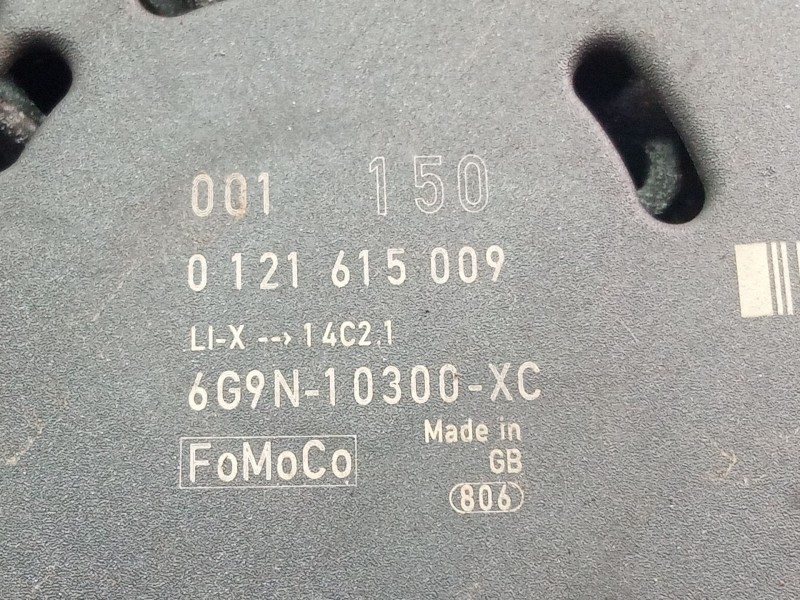 001 150
0 121 615 009
LI-X --> 14C2.1
6G9N-10300-XC
FoMoCo
Made in
GB
806